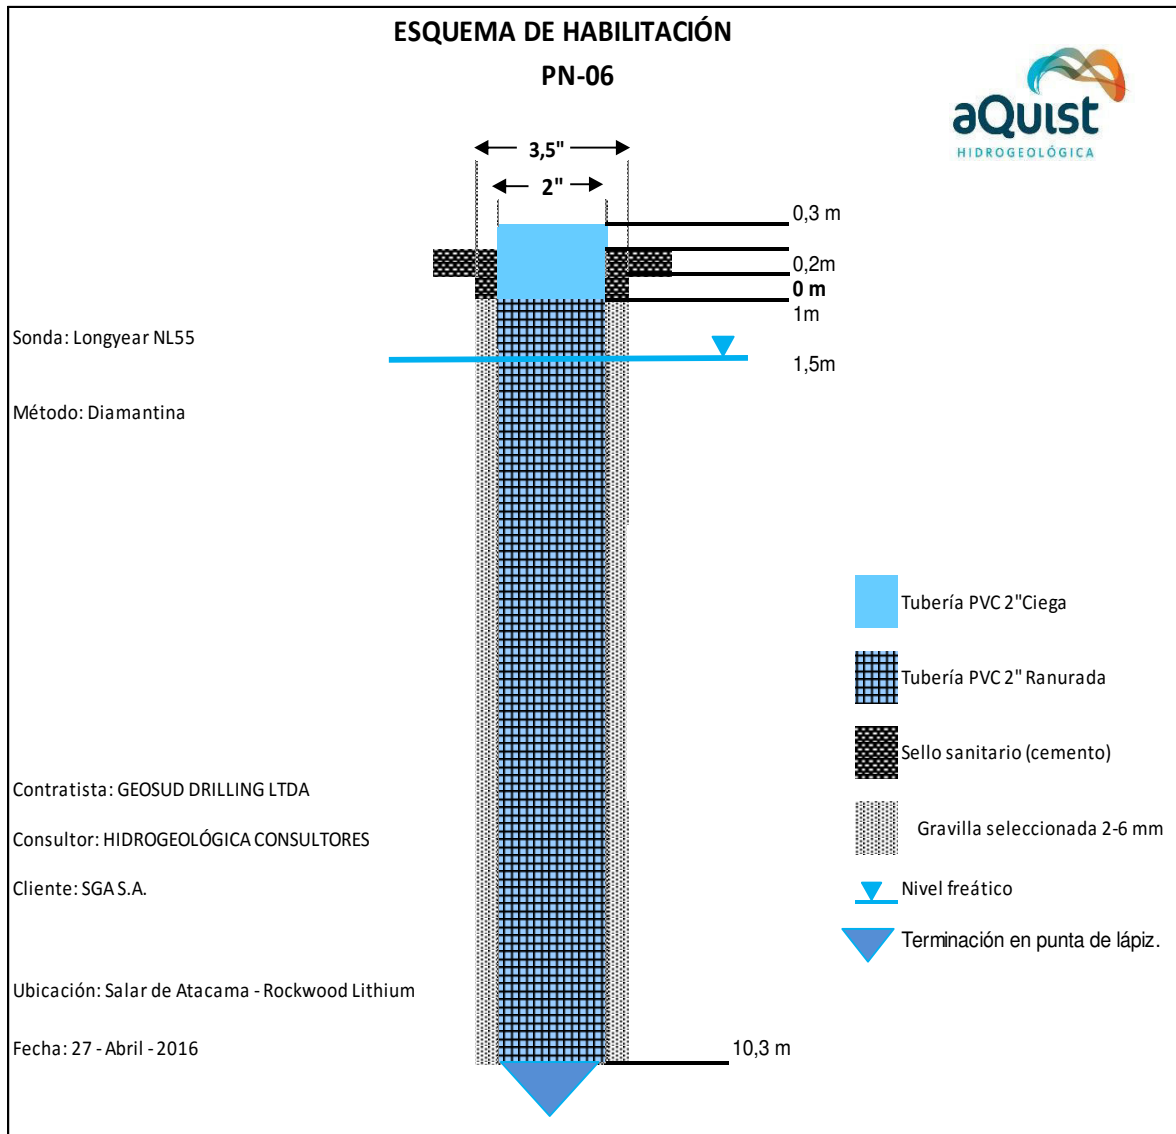 ESQUEMA DE HABILITACIÓN
PN-06
aQuist
HIDROGEOLÓGICA
3,5"
2"
0,3 m
0,2m
0 m
1m
1,5m
Sonda: Longyear NL55
Método: Diamantina
Tubería PVC 2"Ciega
Tubería PVC 2" Ranurada
Sello sanitario (cemento)
Gravilla seleccionada 2-6 mm
Nivel freático
Terminación en punta de lápiz.
Contratista: GEOSUD DRILLING LTDA
Consultor: HIDROGEOLÓGICA CONSULTORES
Cliente: SGA S.A.
Ubicación: Salar de Atacama - Rockwood Lithium
Fecha: 27 - Abril - 2016
10,3 m